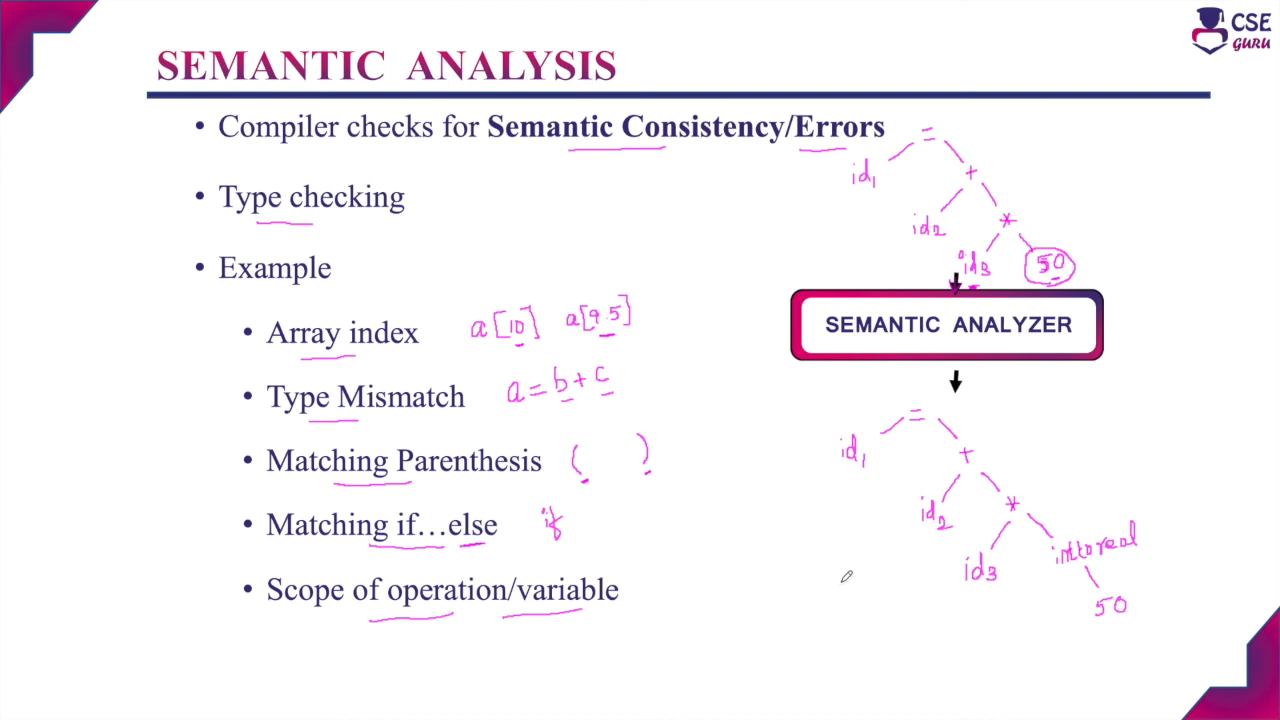 CSE
GURU
SEMANTIC ANALYSIS
• Compiler checks for Semantic Consistency/Errors
=
id1
+
• Type checking
id2
*
id3
50
• Example
SEMANTIC ANALYZER
• Array index a[10] a[9.5]
• Type Mismatch a = b + c
=
id1
+
• Matching Parenthesis ( )
id2
*
• Matching if...else if
id3
inttoreal
• Scope of operation/variable
50